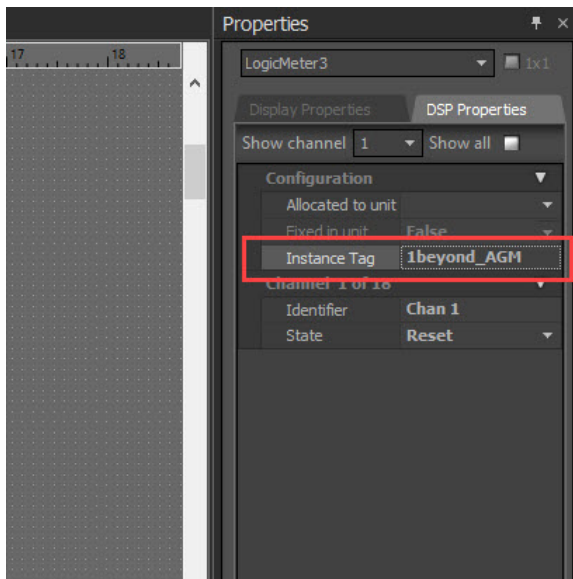 Properties
17 18
LogicMeter3 1x1
Display Properties DSP Properties
Show channel 1 Show all
Configuration
Allocated to unit
Fixed in unit False
Instance Tag 1beyond_AGM
Channel 1 of 18
Identifier Chan 1
State Reset